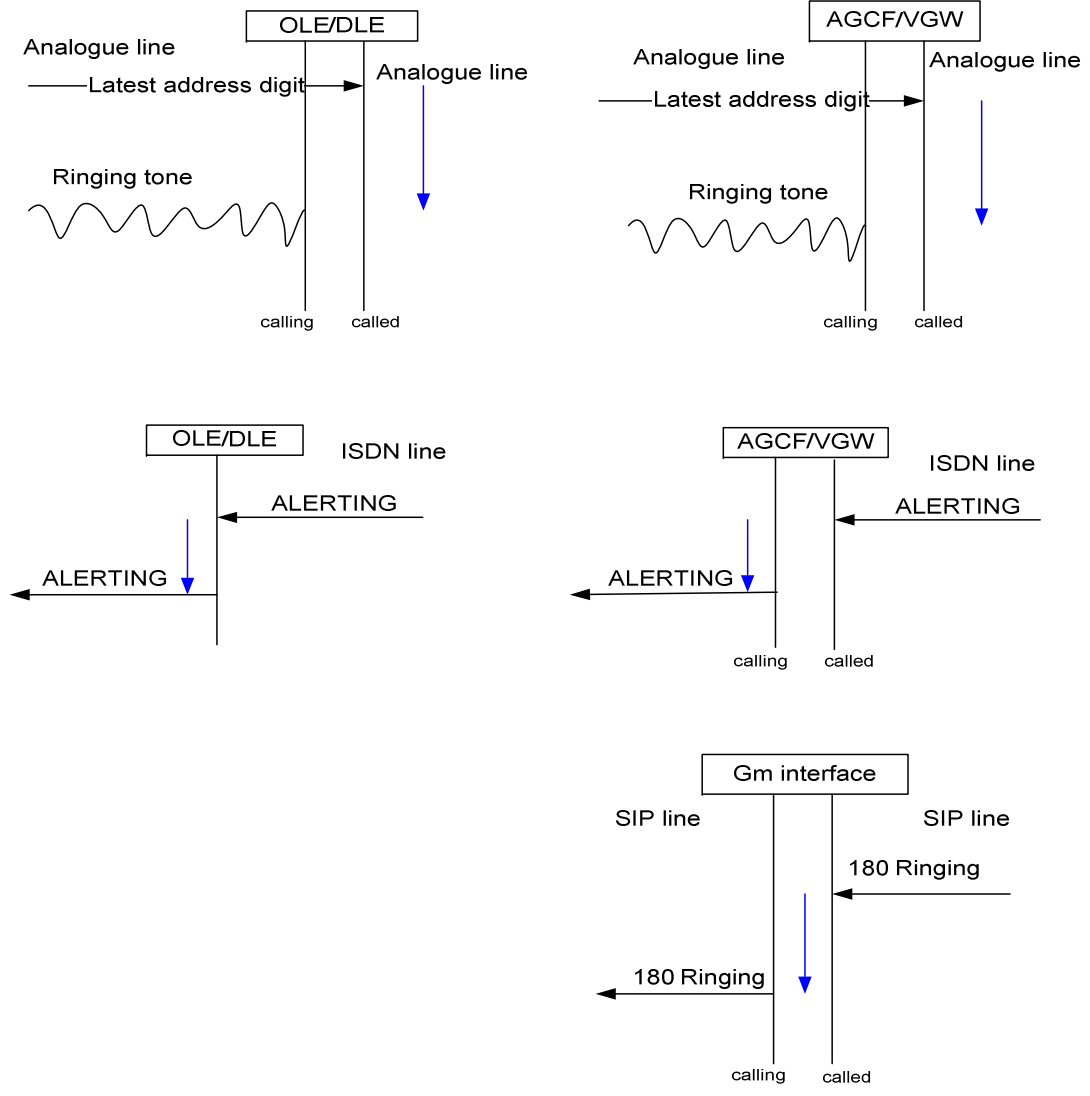 OLE/DLE
Analogue line
Analogue line
Latest address digit
Ringing tone
calling called
AGCF/VGW
Analogue line
Analogue line
Latest address digit
Ringing tone
calling called
OLE/DLE
ISDN line
ALERTING
ALERTING
AGCF/VGW
ISDN line
ALERTING
ALERTING
calling called
Gm interface
SIP line SIP line
180 Ringing
180 Ringing
calling called